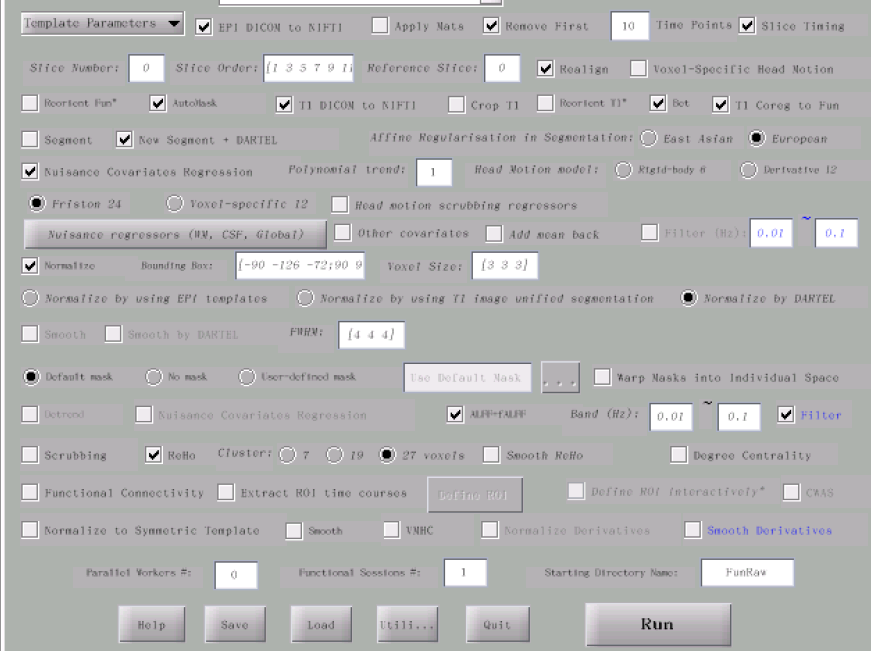 Template Parameters EPI DICOM to NIFTI Apply Mats Remove First 10 Time Points Slice Timing
Slice Number: 0 Slice Order: [1 3 5 7 9 1 Reference Slice: 0 Realign Voxel-Specific Head Motion
Reorient Fun* AutoMask T1 DICOM to NIFTI Crop T1 Reorient T1* Bet T1 Coreg to Fun
Segment New Segment + DARTEL Affine Regularisation in Segmentation: East Asian European
Nuisance Covariates Regression Polynomial trend: 1 Head Motion model: Rigid-body 6 Derivative 12
Friston 24 Voxel-specific 12 Head motion scrubbing regressors
Nuisance regressors (WM, CSF, Global) Other covariates Add mean back Filter (Hz): 0.01 ~ 0.1
Normalize Bounding Box: [-90 -126 -72;90 9 Voxel Size: [3 3 3]
Normalize by using EPI templates Normalize by using T1 image unified segmentation Normalize by DARTEL
Smooth Smooth by DARTEL FWHM: [4 4 4]
Default mask No mask User-defined mask Use Default Mask ... Warp Masks into Individual Space
Detrend Nuisance Covariates Regression ALFF+fALFF Band (Hz): 0.01 ~ 0.1 Filter
Scrubbing ReHo Cluster: 7 19 27 voxels Smooth ReHo Degree Centrality
Functional Connectivity Extract ROI time courses Define ROI Define ROI Interactively* CWAS
Normalize to Symmetric Template Smooth VMHC Normalize Derivatives Smooth Derivatives
Parallel Workers #: 0 Functional Sessions #: 1 Starting Directory Name: FunRaw
Help Save Load Utili... Quit Run